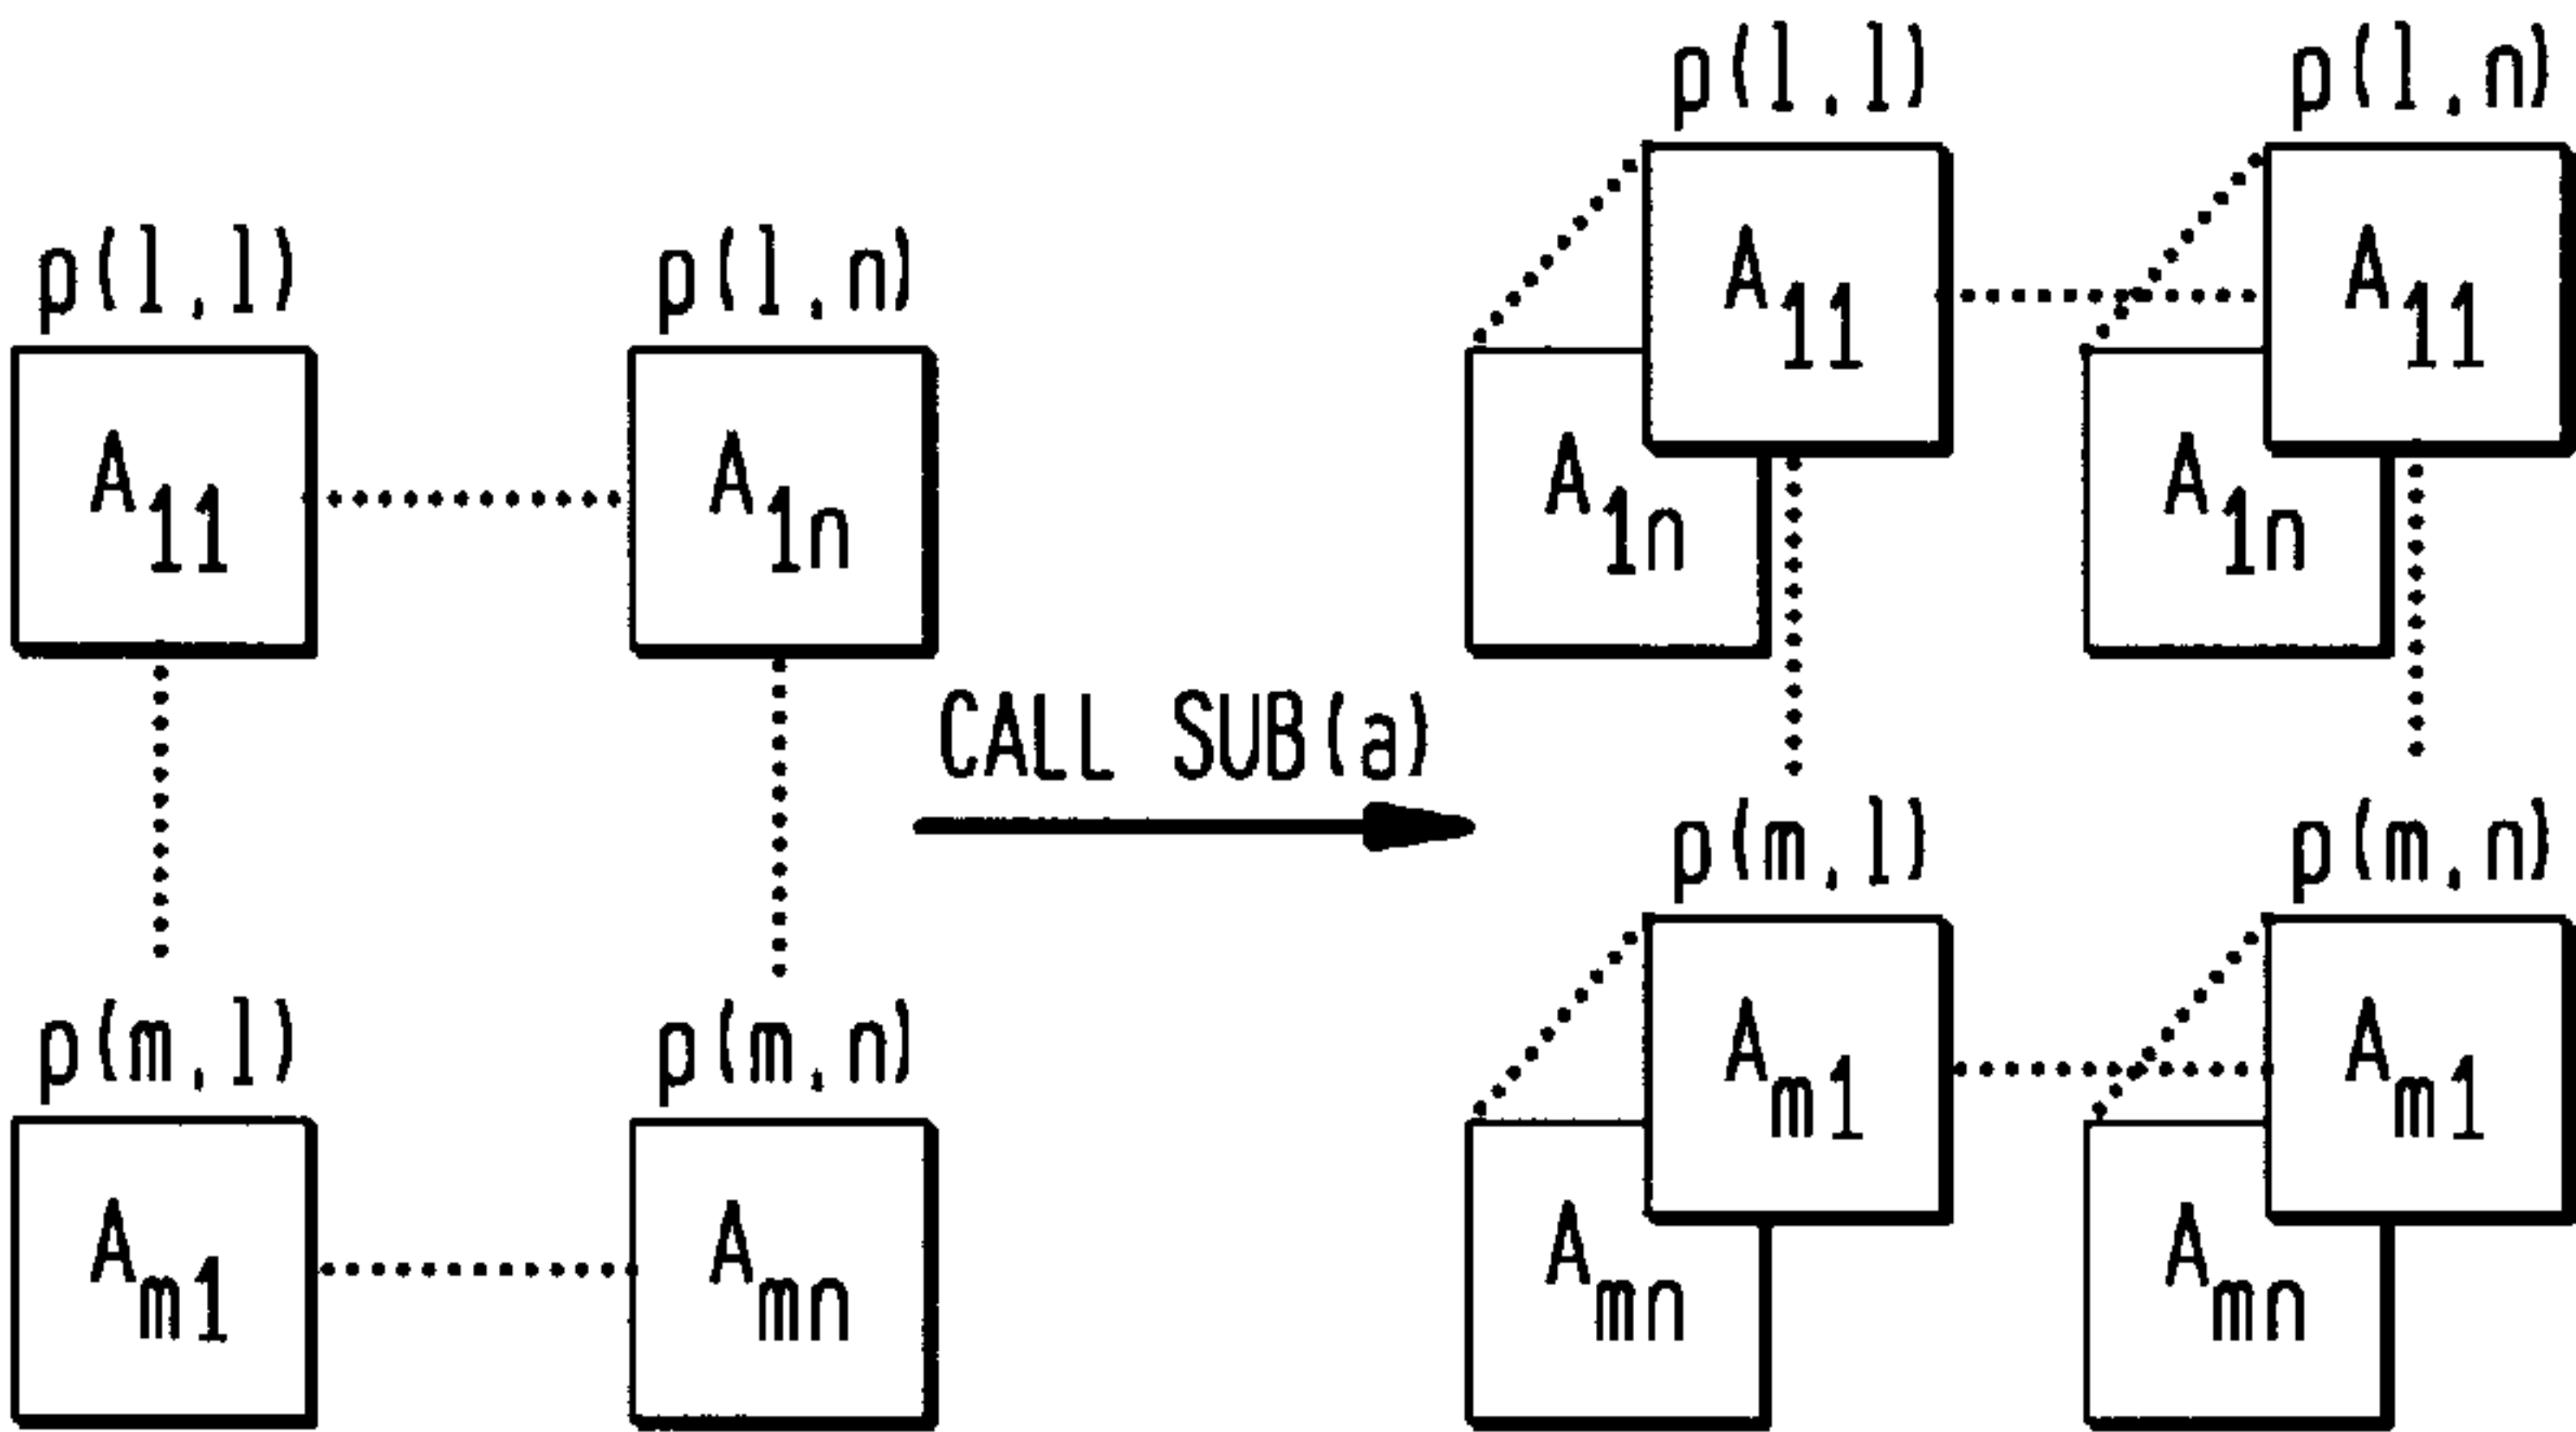 p(1,1) p(1,n)
p(1,1) p(1,n)
A11 A11
A11 A1n A1n A1n
CALL SUB(a)
p(m,1) p(m,n)
p(m,1) p(m,n)
Am1 Am1
Am1 Amn Amn Amn